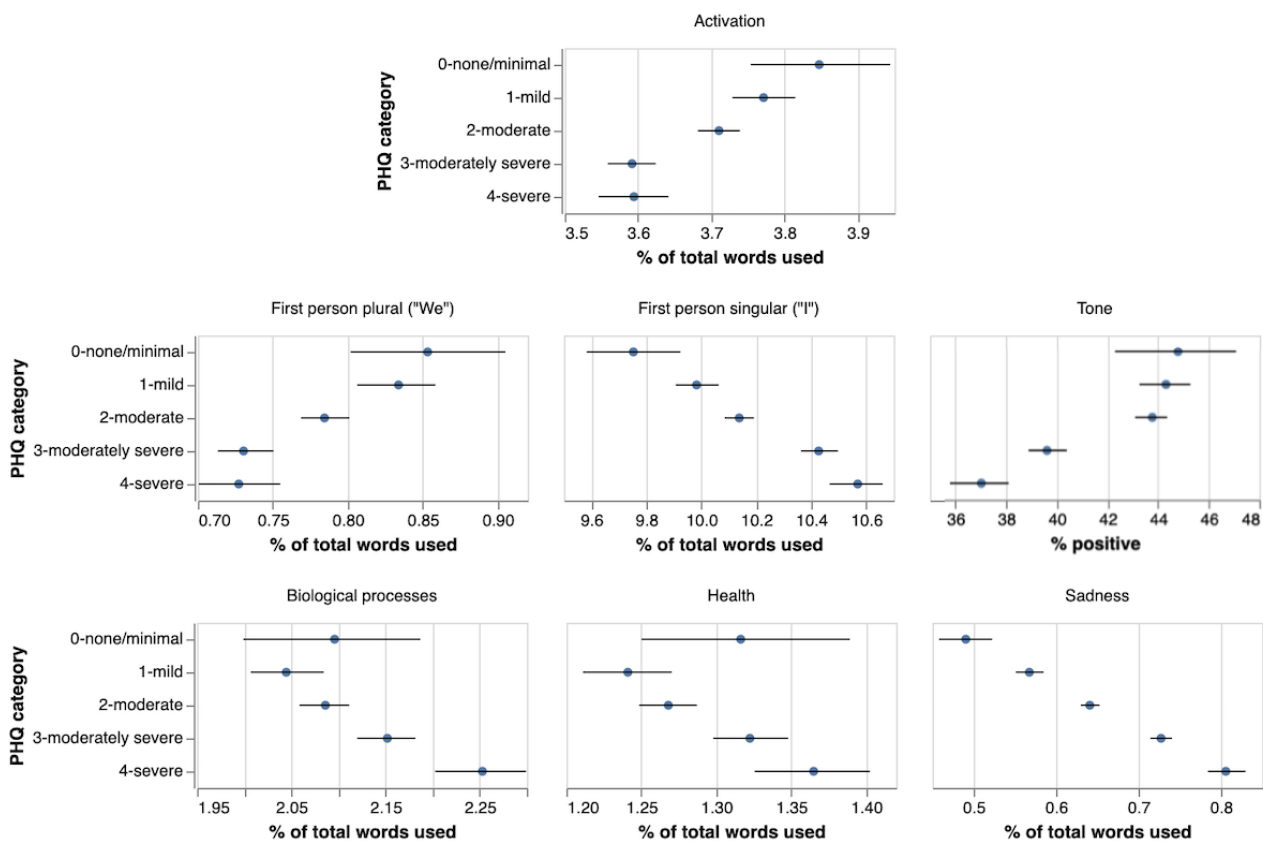 Activation
PHQ category
0-none/minimal
1-mild
2-moderate
3-moderately severe
4-severe
3.5 3.6 3.7 3.8 3.9
% of total words used
First person plural ("We")
PHQ category
0-none/minimal
1-mild
2-moderate
3-moderately severe
4-severe
0.70 0.75 0.80 0.85 0.90
% of total words used
First person singular ("I")
9.6 9.8 10.0 10.2 10.4 10.6
% of total words used
Tone
36 38 40 42 44 46 48
% positive
Biological processes
PHQ category
0-none/minimal
1-mild
2-moderate
3-moderately severe
4-severe
1.95 2.05 2.15 2.25
% of total words used
Health
1.20 1.25 1.30 1.35 1.40
% of total words used
Sadness
0.5 0.6 0.7 0.8
% of total words used